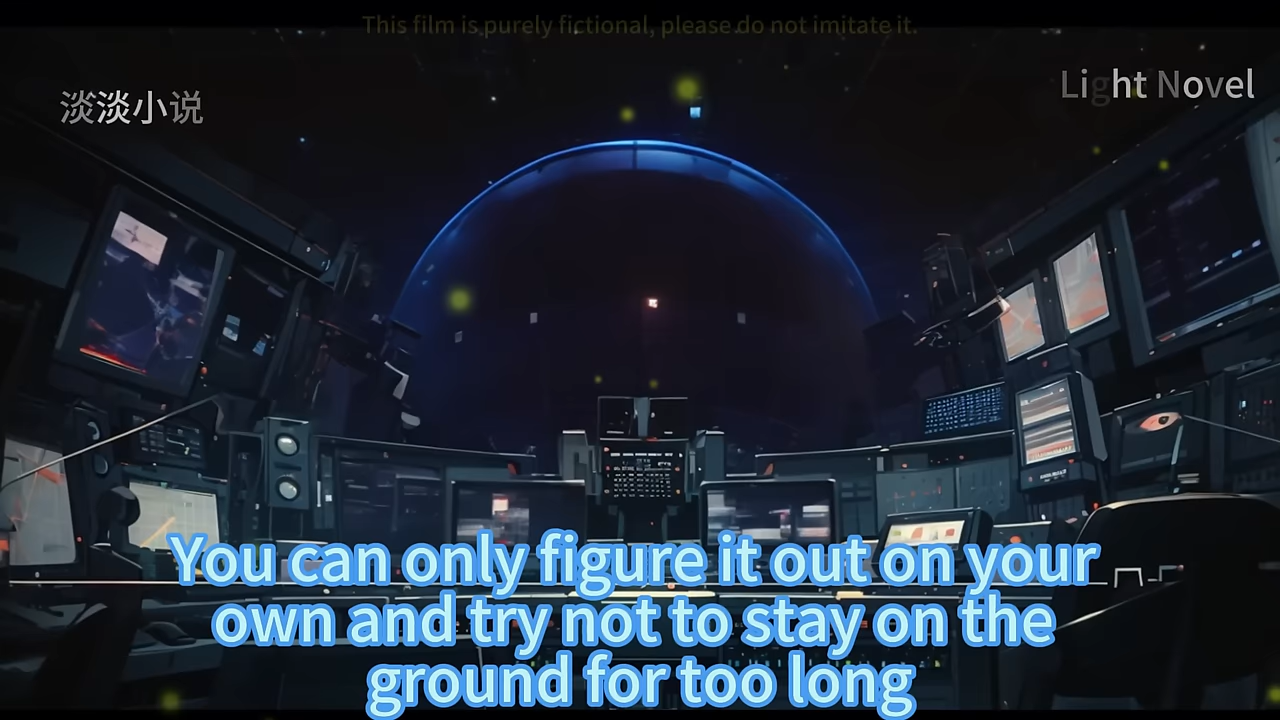 This film is purely fictional, please do not imitate it.
淡淡小说
Light Novel
You can only figure it out on your
own and try not to stay on the
ground for too long